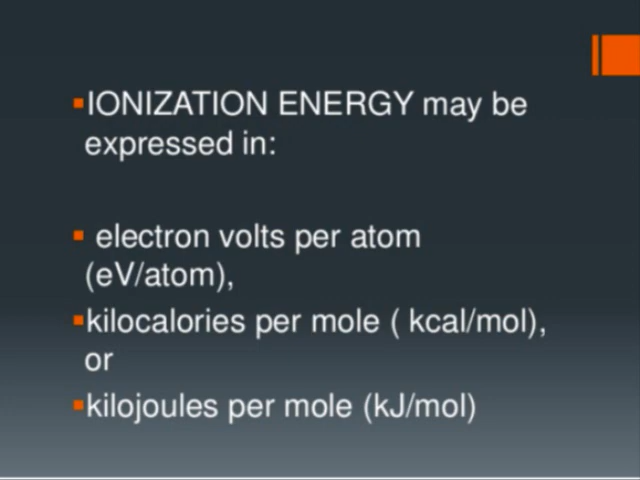 ▪IONIZATION ENERGY may be
expressed in:
▪ electron volts per atom
(eV/atom),
▪kilocalories per mole ( kcal/mol),
or
▪kilojoules per mole (kJ/mol)